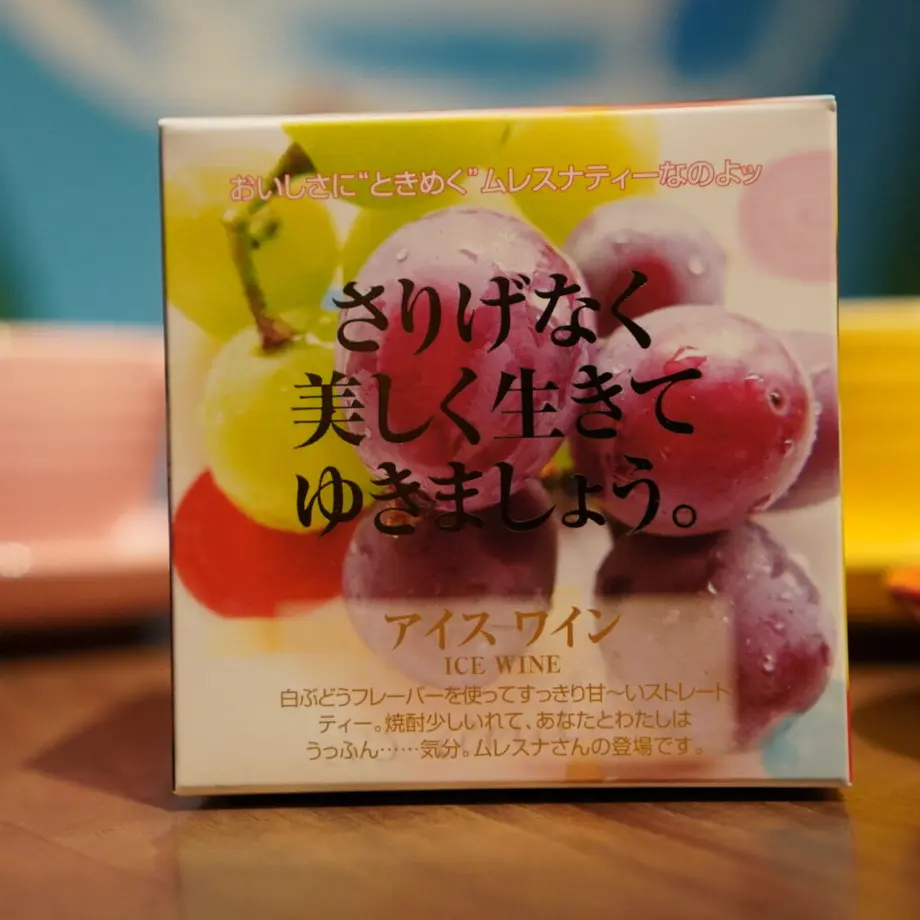 おいしさに“ときめく”ムレスナティーなのよッ
さりげなく
美しく生きて
ゆきましょう。
アイス ワイン
ICE WINE
白ぶどうフレーバーを使ってすっきり甘〜いストレート
ティー。焼酎少しいれて、あなたとわたしは
うっふん……気分。ムレスナさんの登場です。